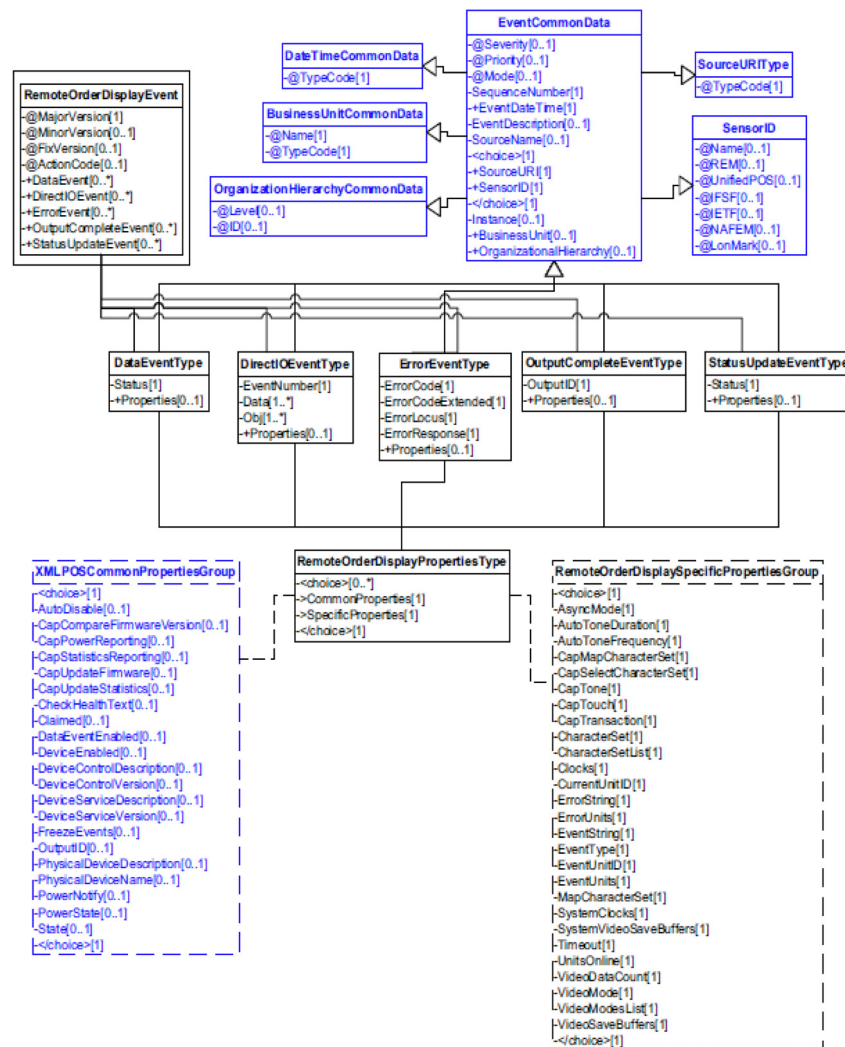 EventCommonData
-@Severity[0..1]
-@Priority[0..1]
-@Mode[0..1]
-SequenceNumber[1]
-+EventDateTime[1]
-EventDescription[0..1]
-SourceName[0..1]
-<choice>[1]
-+SourceURI[1]
-+SensorID[1]
-</choice>[1]
-Instance[0..1]
-+BusinessUnit[0..1]
-+OrganizationalHierarchy[0..1]
DateTimeCommonData
-@TypeCode[1]
BusinessUnitCommonData
-@Name[1]
-@TypeCode[1]
OrganizationHierarchyCommonData
-@Level[0..1]
-@ID[0..1]
SourceURIType
-@TypeCode[1]
SensorID
-@Name[0..1]
-@REM[0..1]
-@UnifiedPOS[0..1]
-@IFSF[0..1]
-@IETF[0..1]
-@NAFEM[0..1]
-@LonMark[0..1]
RemoteOrderDisplayEvent
-@MajorVersion[1]
-@MinorVersion[0..1]
-@FixVersion[0..1]
-@ActionCode[0..1]
-+DataEvent[0..*]
-+DirectIOEvent[0..*]
-+ErrorEvent[0..*]
-+OutputCompleteEvent[0..*]
-+StatusUpdateEvent[0..*]
DataEventType
-Status[1]
-+Properties[0..1]
DirectIOEventType
-EventNumber[1]
-Data[1..*]
-Obj[1..*]
-+Properties[0..1]
ErrorEventType
-ErrorCode[1]
-ErrorCodeExtended[1]
-ErrorLocus[1]
-ErrorResponse[1]
-+Properties[0..1]
OutputCompleteEventType
-OutputID[1]
-+Properties[0..1]
StatusUpdateEventType
-Status[1]
-+Properties[0..1]
XMLPOSCommonPropertiesGroup
-<choice>[1]
-AutoDisable[0..1]
-CapCompareFirmwareVersion[0..1]
-CapPowerReporting[0..1]
-CapStatisticsReporting[0..1]
-CapUpdateFirmware[0..1]
-CapUpdateStatistics[0..1]
-CheckHealthText[0..1]
-Claimed[0..1]
-DataEventEnabled[0..1]
-DeviceEnabled[0..1]
-DeviceControlDescription[0..1]
-DeviceControlVersion[0..1]
-DeviceServiceDescription[0..1]
-DeviceServiceVersion[0..1]
-FreezeEvents[0..1]
-OutputID[0..1]
-PhysicalDeviceDescription[0..1]
-PhysicalDeviceName[0..1]
-PowerNotify[0..1]
-PowerState[0..1]
-State[0..1]
-</choice>[1]
RemoteOrderDisplayPropertiesType
-<choice>[0..*]
->CommonProperties[1]
->SpecificProperties[1]
-</choice>[1]
RemoteOrderDisplaySpecificPropertiesGroup
-<choice>[1]
-AsyncMode[1]
-AutoToneDuration[1]
-AutoToneFrequency[1]
-CapMapCharacterSet[1]
-CapSelectCharacterSet[1]
-CapTone[1]
-CapTouch[1]
-CapTransaction[1]
-CharacterSet[1]
-CharacterSetList[1]
-Clocks[1]
-CurrentUnitID[1]
-ErrorString[1]
-ErrorUnits[1]
-EventString[1]
-EventType[1]
-EventUnitID[1]
-EventUnits[1]
-MapCharacterSet[1]
-SystemClocks[1]
-SystemVideoSaveBuffers[1]
-Timeout[1]
-UnitsOnline[1]
-VideoDataCount[1]
-VideoMode[1]
-VideoModesList[1]
-VideoSaveBuffers[1]
-</choice>[1]